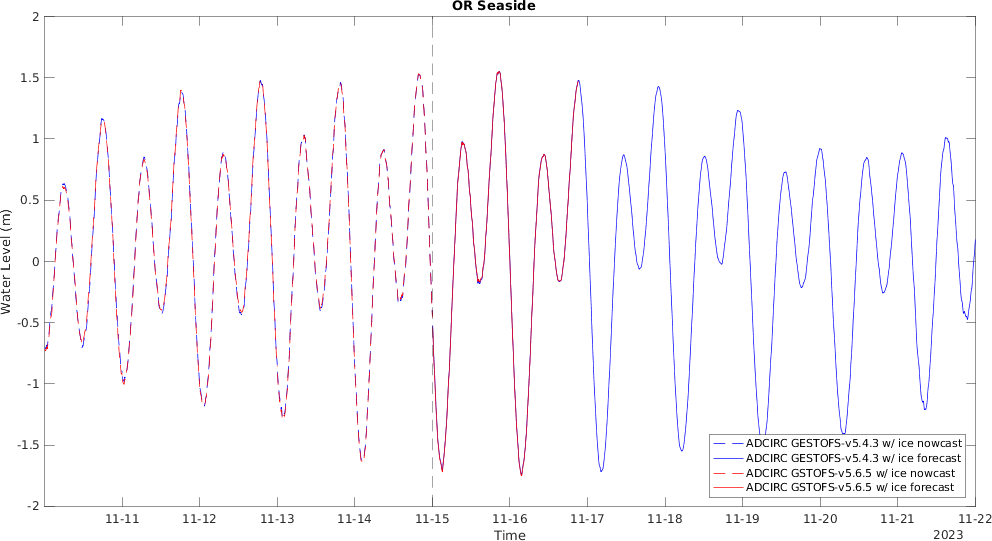 OR Seaside
2
1.5
1
0.5
0
-0.5
-1
-1.5
-2
Water Level (m)
ADCIRC GESTOFS-v5.4.3 w/ ice nowcast
ADCIRC GESTOFS-v5.4.3 w/ ice forecast
ADCIRC GSTOFS-v5.6.5 w/ ice nowcast
ADCIRC GSTOFS-v5.6.5 w/ ice forecast
11-11 11-12 11-13 11-14 11-15 11-16 11-17 11-18 11-19 11-20 11-21 11-22
Time
2023